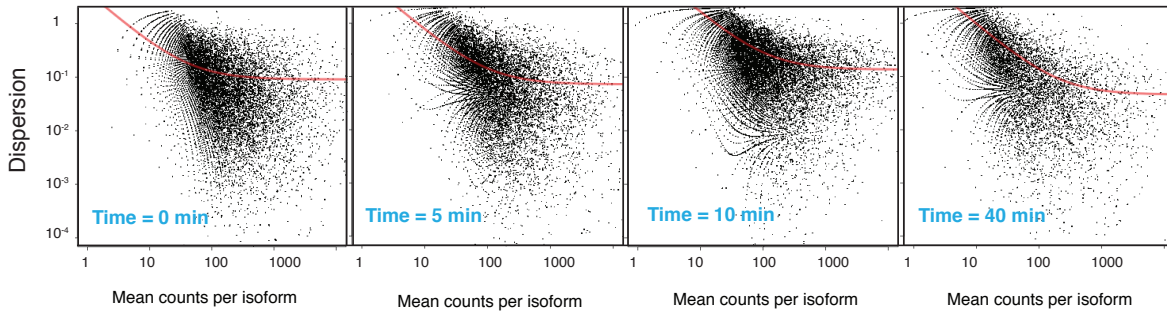 Dispersion
1
10⁻¹
10⁻²
10⁻³
10⁻⁴
Time = 0 min
Time = 5 min
Time = 10 min
Time = 40 min
1 10 100 1000 1 10 100 1000 1 10 100 1000 1 10 100 1000
Mean counts per isoform Mean counts per isoform Mean counts per isoform Mean counts per isoform